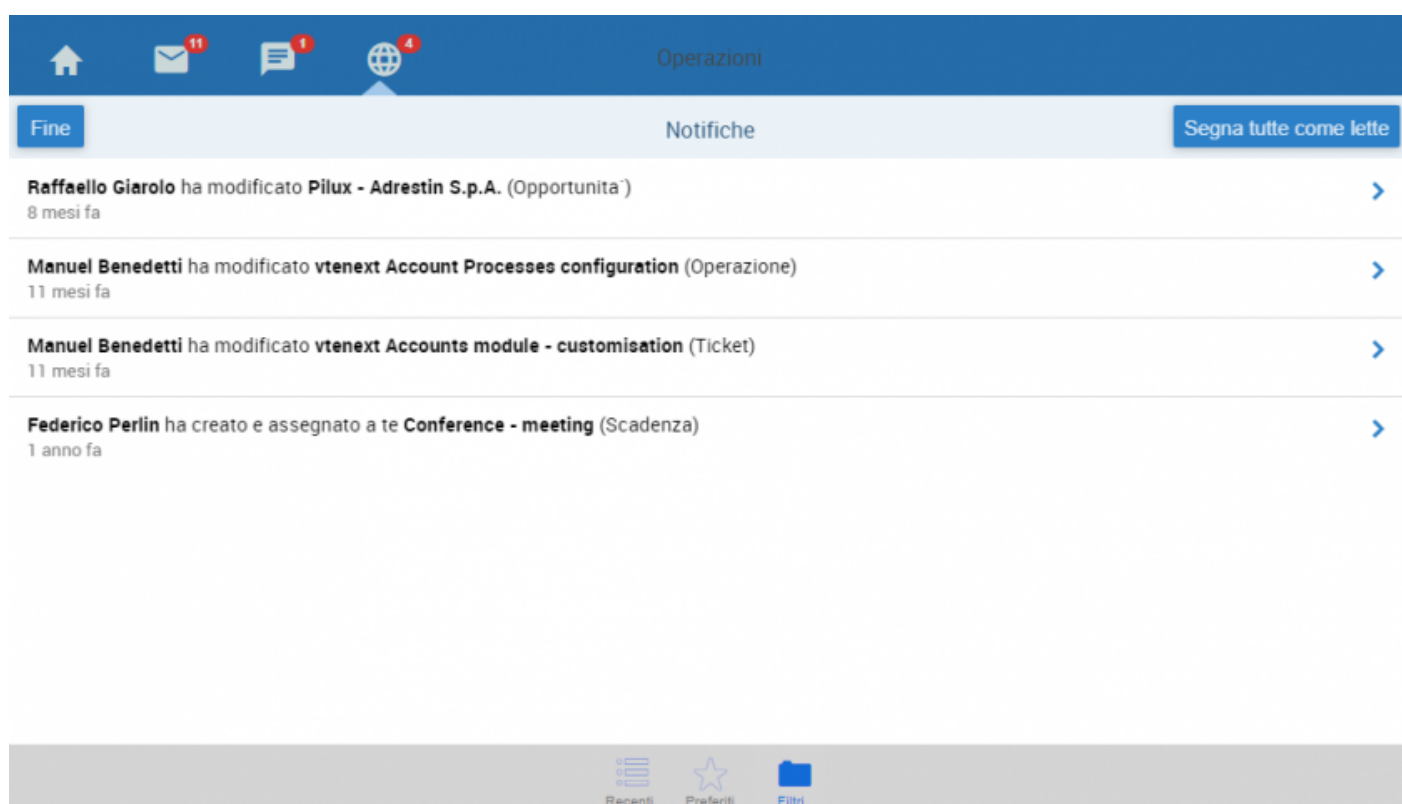 11
1
4
Operazioni
Fine
Notifiche
Segna tutte come lette
Raffaello Giarolo ha modificato Pilux - Adrestin S.p.A. (Opportunita`)
8 mesi fa
Manuel Benedetti ha modificato vtenext Account Processes configuration (Operazione)
11 mesi fa
Manuel Benedetti ha modificato vtenext Accounts module - customisation (Ticket)
11 mesi fa
Federico Perlin ha creato e assegnato a te Conference - meeting (Scadenza)
1 anno fa
Recenti
Preferiti
Filtri